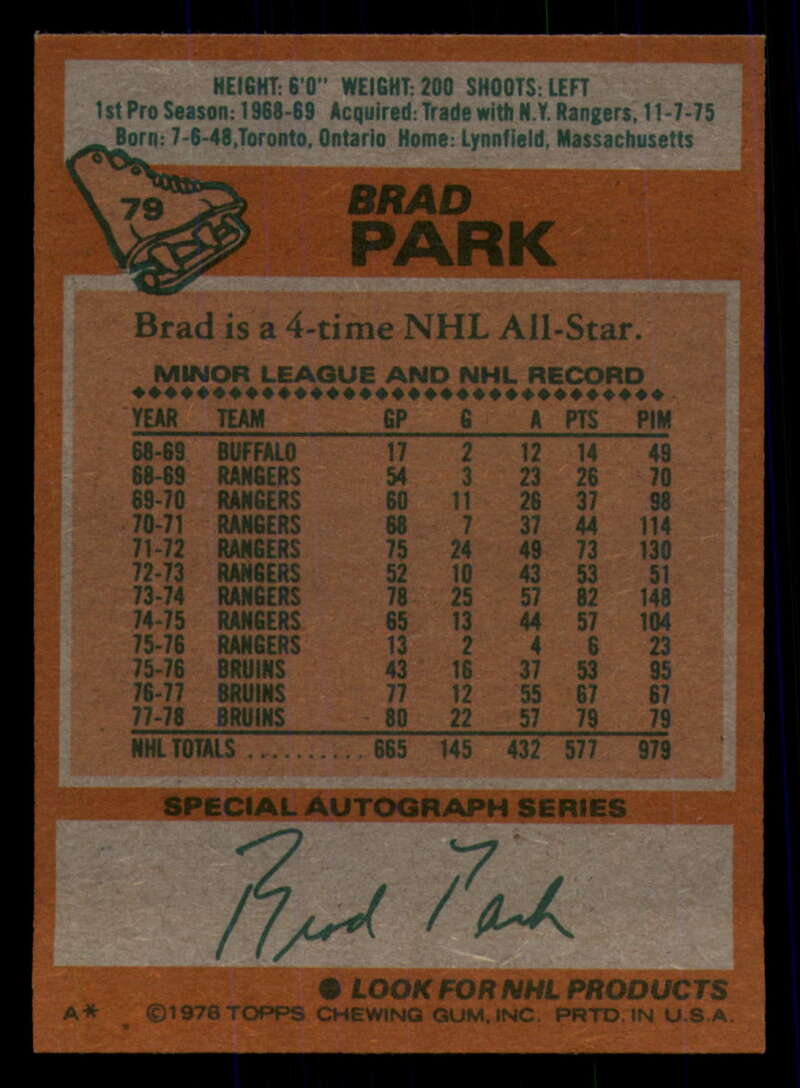 HEIGHT: 6'0" WEIGHT: 200 SHOOTS: LEFT
1st Pro Season: 1968-69 Acquired: Trade with N.Y. Rangers, 11-7-75
Born: 7-6-48, Toronto, Ontario Home: Lynnfield, Massachusetts
79
BRAD
PARK
Brad is a 4-time NHL All-Star.
MINOR LEAGUE AND NHL RECORD
YEAR TEAM GP G A PTS PIM
68-69 BUFFALO 17 2 12 14 49
68-69 RANGERS 54 3 23 26 70
69-70 RANGERS 60 11 26 37 98
70-71 RANGERS 68 7 37 44 114
71-72 RANGERS 75 24 49 73 130
72-73 RANGERS 52 10 43 53 51
73-74 RANGERS 78 25 57 82 148
74-75 RANGERS 65 13 44 57 104
75-76 RANGERS 13 2 4 6 23
75-76 BRUINS 43 16 37 53 95
76-77 BRUINS 77 12 55 67 67
77-78 BRUINS 80 22 57 79 79
NHL TOTALS .......... 665 145 432 577 979
SPECIAL AUTOGRAPH SERIES
Brad Park
● LOOK FOR NHL PRODUCTS
A* ©1978 TOPPS CHEWING GUM, INC. PRTD. IN U.S.A.